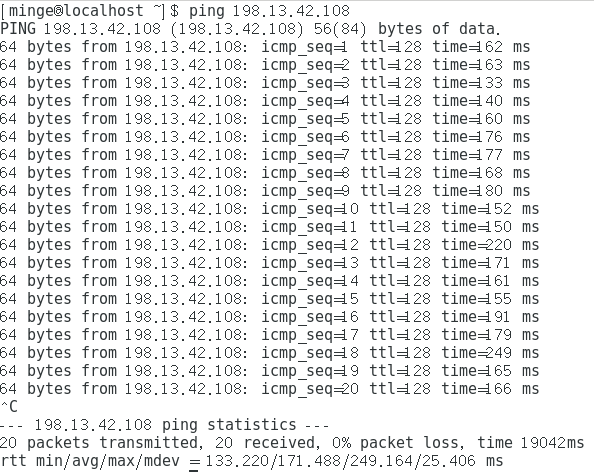 [minge@localhost ~]$ ping 198.13.42.108
PING 198.13.42.108 (198.13.42.108) 56(84) bytes of data.
64 bytes from 198.13.42.108: icmp_seq=1 ttl=128 time=162 ms
64 bytes from 198.13.42.108: icmp_seq=2 ttl=128 time=163 ms
64 bytes from 198.13.42.108: icmp_seq=3 ttl=128 time=133 ms
64 bytes from 198.13.42.108: icmp_seq=4 ttl=128 time=140 ms
64 bytes from 198.13.42.108: icmp_seq=5 ttl=128 time=160 ms
64 bytes from 198.13.42.108: icmp_seq=6 ttl=128 time=176 ms
64 bytes from 198.13.42.108: icmp_seq=7 ttl=128 time=177 ms
64 bytes from 198.13.42.108: icmp_seq=8 ttl=128 time=168 ms
64 bytes from 198.13.42.108: icmp_seq=9 ttl=128 time=180 ms
64 bytes from 198.13.42.108: icmp_seq=10 ttl=128 time=152 ms
64 bytes from 198.13.42.108: icmp_seq=11 ttl=128 time=150 ms
64 bytes from 198.13.42.108: icmp_seq=12 ttl=128 time=220 ms
64 bytes from 198.13.42.108: icmp_seq=13 ttl=128 time=171 ms
64 bytes from 198.13.42.108: icmp_seq=14 ttl=128 time=161 ms
64 bytes from 198.13.42.108: icmp_seq=15 ttl=128 time=155 ms
64 bytes from 198.13.42.108: icmp_seq=16 ttl=128 time=191 ms
64 bytes from 198.13.42.108: icmp_seq=17 ttl=128 time=179 ms
64 bytes from 198.13.42.108: icmp_seq=18 ttl=128 time=249 ms
64 bytes from 198.13.42.108: icmp_seq=19 ttl=128 time=165 ms
64 bytes from 198.13.42.108: icmp_seq=20 ttl=128 time=166 ms
^C
--- 198.13.42.108 ping statistics ---
20 packets transmitted, 20 received, 0% packet loss, time 19042ms
rtt min/avg/max/mdev = 133.220/171.488/249.164/25.406 ms